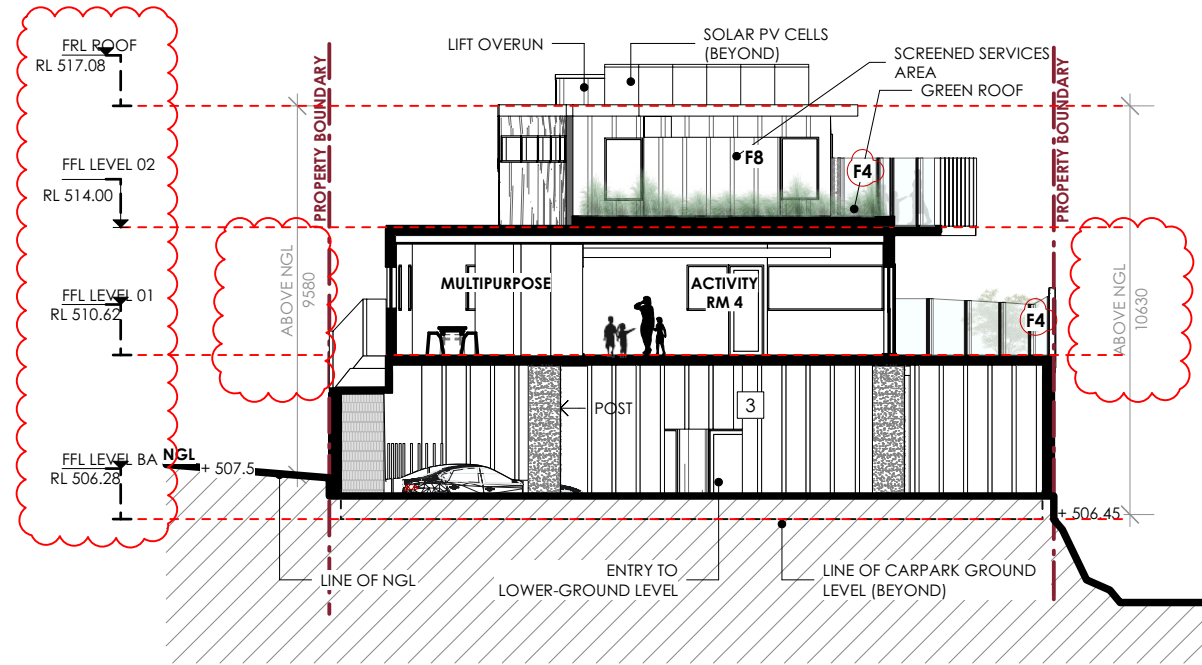 FRL ROOF
RL 517.08
FFL LEVEL 02
RL 514.00
FFL LEVEL 01
RL 510.62
FFL LEVEL BA
RL 506.28
NGL
+ 507.5
PROPERTY BOUNDARY
ABOVE NGL
9580
LIFT OVERUN
SOLAR PV CELLS
(BEYOND)
SCREENED SERVICES
AREA
GREEN ROOF
F8
F4
MULTIPURPOSE
ACTIVITY
RM 4
F4
POST
3
PROPERTY BOUNDARY
ABOVE NGL
10630
+ 506.45
LINE OF NGL
ENTRY TO
LOWER-GROUND LEVEL
LINE OF CARPARK GROUND
LEVEL (BEYOND)